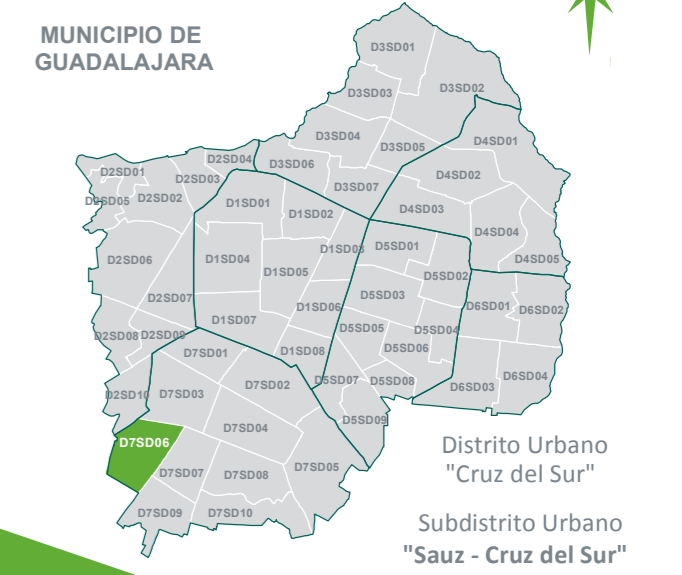 MUNICIPIO DE
GUADALAJARA
D3SD01
D3SD02
D3SD03
D3SD04
D3SD05
D4SD01
D2SD04
D3SD06
D2SD01
D2SD03
D4SD02
D3SD07
D2SD05
D2SD02
D1SD01
D1SD02
D4SD03
D4SD04
D1SD03
D5SD01
D2SD06
D1SD04
D4SD05
D1SD05
D5SD02
D2SD07
D5SD03
D1SD06
D6SD01
D6SD02
D1SD07
D5SD05
D5SD04
D2SD08
D2SD09
D5SD06
D7SD01
D1SD08
D6SD04
D5SD07
D5SD08
D7SD02
D6SD03
D2SD10
D7SD03
D5SD09
D7SD04
D7SD06
Distrito Urbano
"Cruz del Sur"
D7SD05
D7SD07
D7SD08
D7SD09
D7SD10
Subdistrito Urbano
"Sauz - Cruz del Sur"